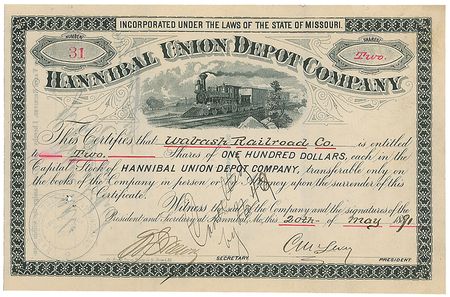 INCORPORATED UNDER THE LAWS OF THE STATE OF MISSOURI.
NUMBER
31
SHARES
Two.
HANNIBAL UNION DEPOT COMPANY
This Certifies that Wabash Railroad Co. is entitled
to Two. Shares of ONE HUNDRED DOLLARS, each in the
Capital Stock of HANNIBAL UNION DEPOT COMPANY, transferable only on
the books of the Company in person or by Attorney upon the surrender of this
Certificate.
Witness the seal of the Company and the signatures of the
President and Secretary at Hannibal, Mo. this 20th of May 1891
SECRETARY
PRESIDENT